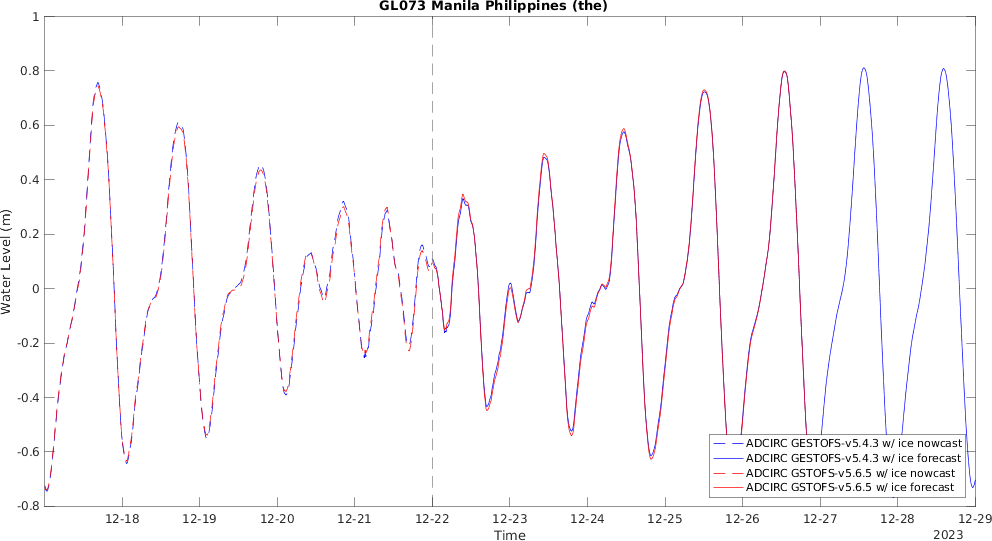 GL073 Manila Philippines (the)
1
0.8
0.6
0.4
0.2
0
-0.2
-0.4
-0.6
-0.8
Water Level (m)
ADCIRC GESTOFS-v5.4.3 w/ ice nowcast
ADCIRC GESTOFS-v5.4.3 w/ ice forecast
ADCIRC GSTOFS-v5.6.5 w/ ice nowcast
ADCIRC GSTOFS-v5.6.5 w/ ice forecast
12-18 12-19 12-20 12-21 12-22 12-23 12-24 12-25 12-26 12-27 12-28 12-29
Time
2023